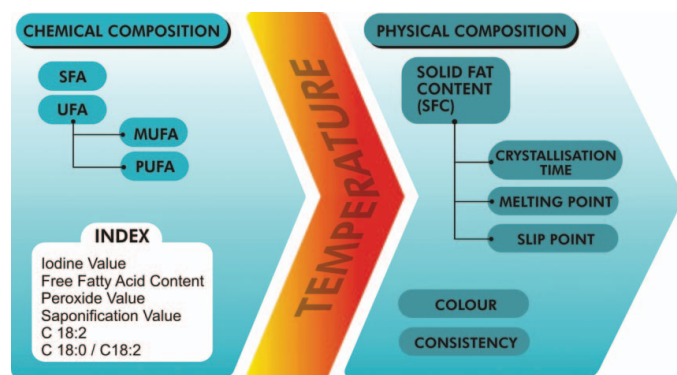 CHEMICAL COMPOSITION
SFA
UFA
MUFA
PUFA
INDEX
Iodine Value
Free Fatty Acid Content
Peroxide Value
Saponification Value
C 18:2
C 18:0 / C18:2
TEMPERATURE
PHYSICAL COMPOSITION
SOLID FAT
CONTENT
(SFC)
CRYSTALLISATION
TIME
MELTING POINT
SLIP POINT
COLOUR
CONSISTENCY